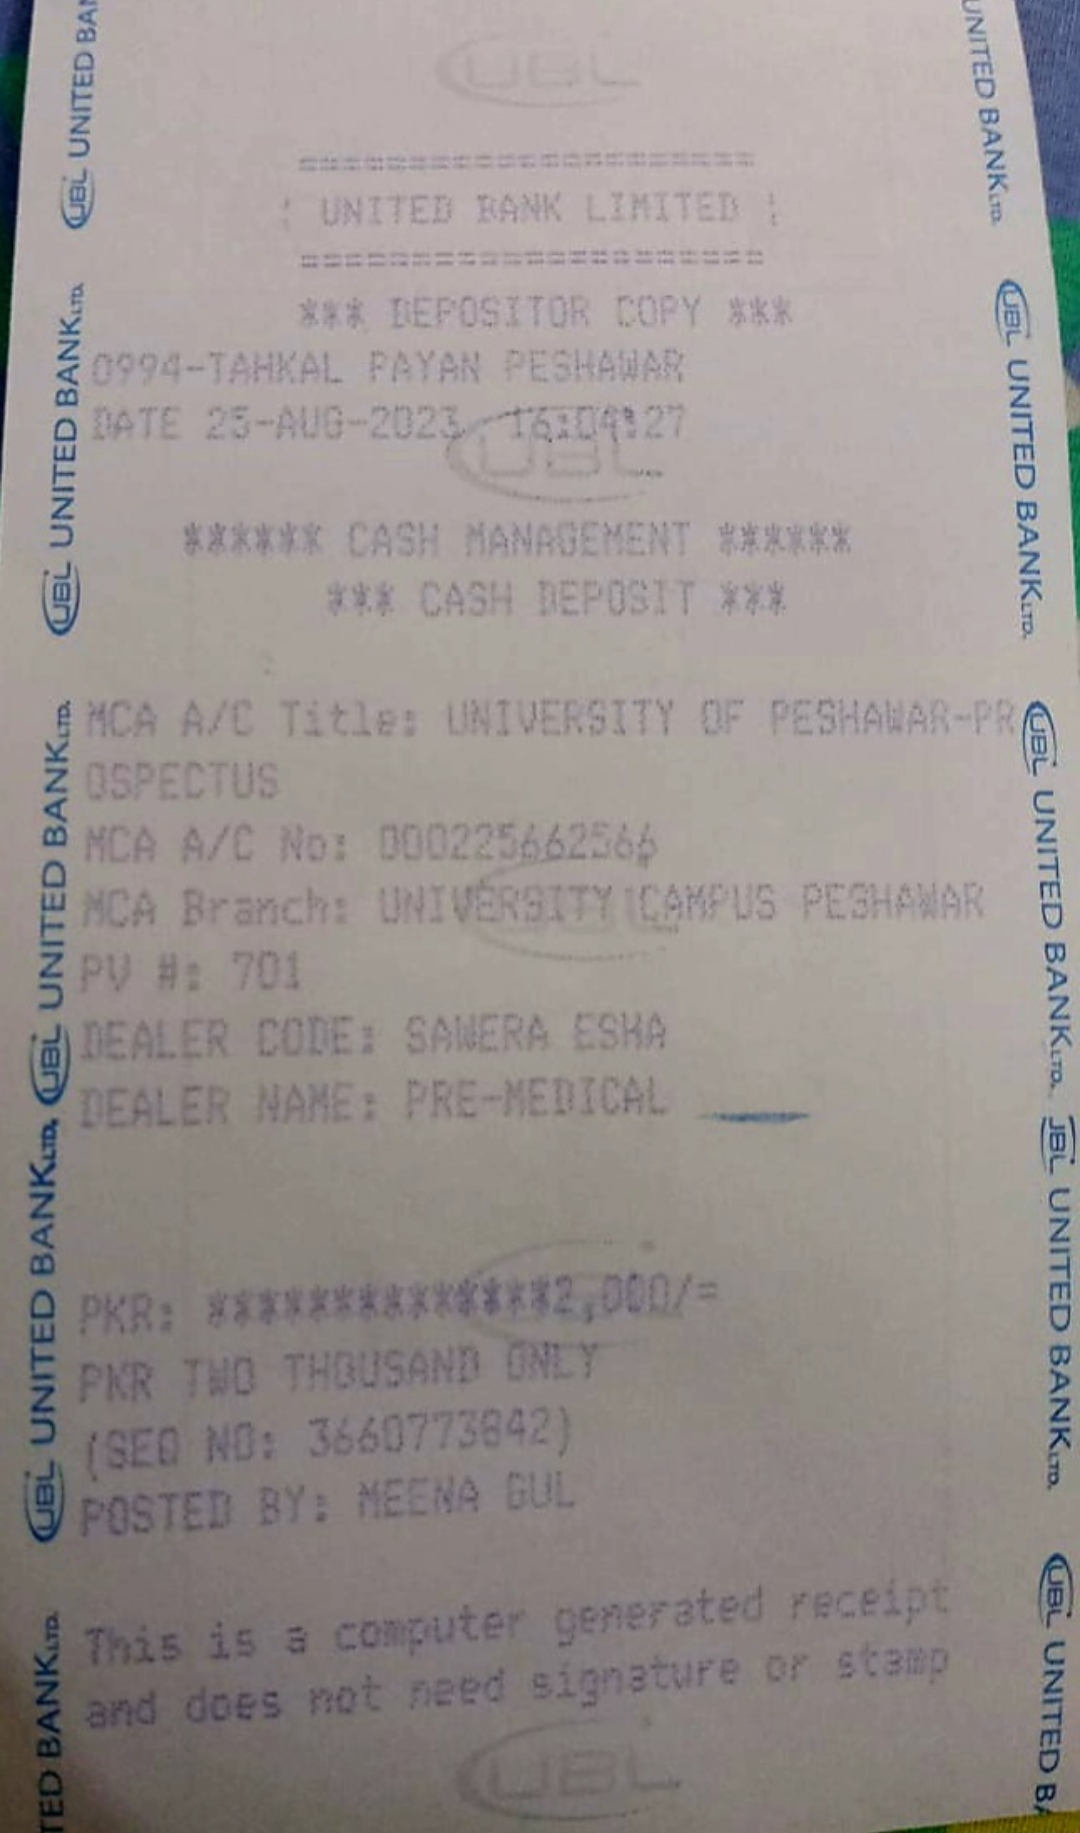 UBL
=====================
¦ UNITED BANK LIMITED ¦
=====================
*** DEPOSITOR COPY ***
0994-TAHKAL PAYAN PESHAWAR
DATE 25-AUG-2023 16:04:27
UBL
****** CASH MANAGEMENT ******
*** CASH DEPOSIT ***
MCA A/C Title: UNIVERSITY OF PESHAWAR-PR
OSPECTUS
MCA A/C No: 000225662566
MCA Branch: UNIVERSITY CAMPUS PESHAWAR
PV #: 701
DEALER CODE: SAWERA ESHA
DEALER NAME: PRE-MEDICAL
PKR: **************2,000/=
PKR TWO THOUSAND ONLY
(SEQ NO: 3660773842)
POSTED BY: MEENA GUL
This is a computer generated receipt
and does not need signature or stamp
UBL
UBL UNITED BANK LTD.
UBL UNITED BANK LTD.
UBL UNITED BANK LTD.
UBL UNITED BANK LTD.
UNITED BANK LTD.
UBL UNITED BANK LTD.
UBL UNITED BANK LTD.
UBL UNITED BANK LTD.
UBL UNITED BA